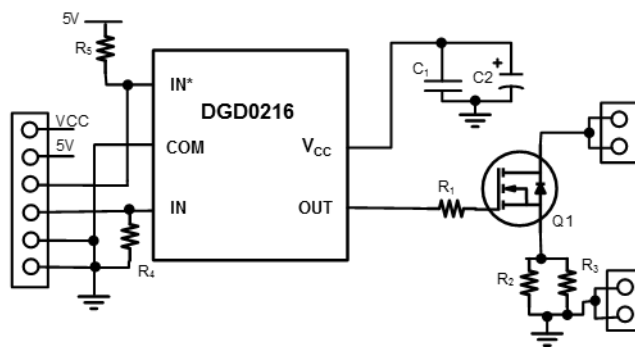 5V
R5
IN*
DGD0216
C1
C2
+
VCC
5V
COM
VCC
IN
OUT
R1
Q1
R4
R2
R3